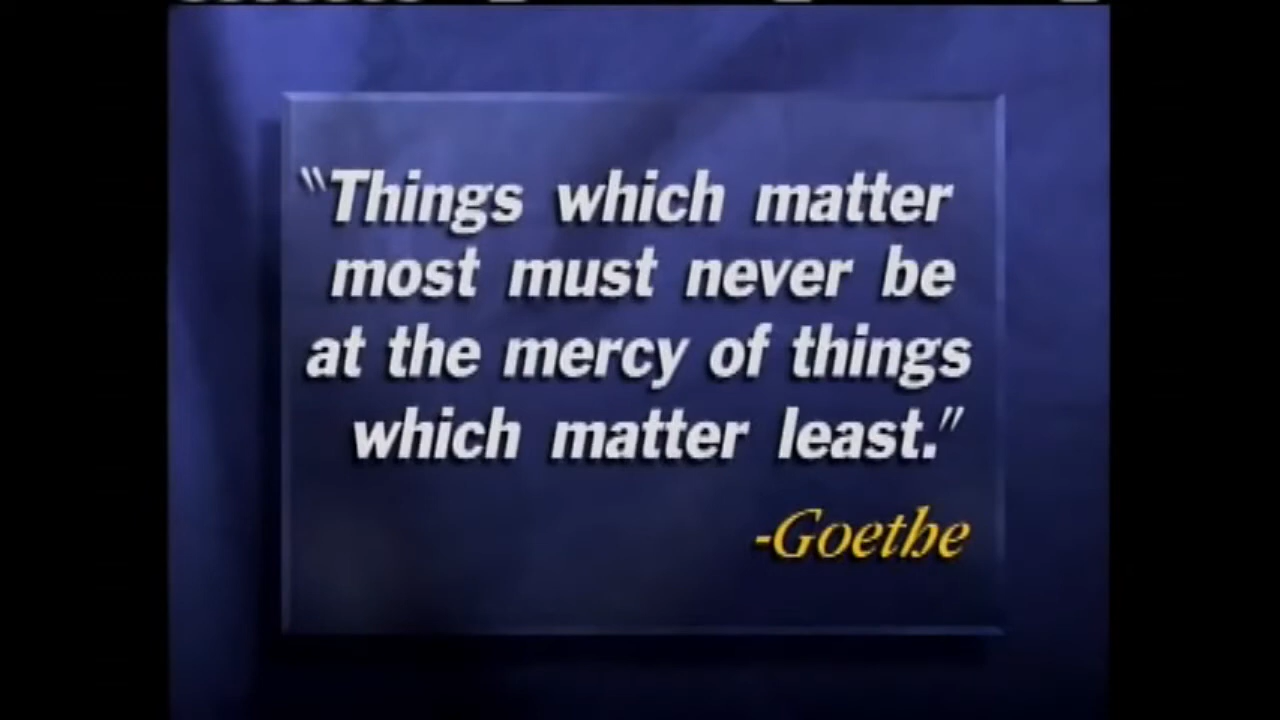 "Things which matter
most must never be
at the mercy of things
which matter least."
-Goethe